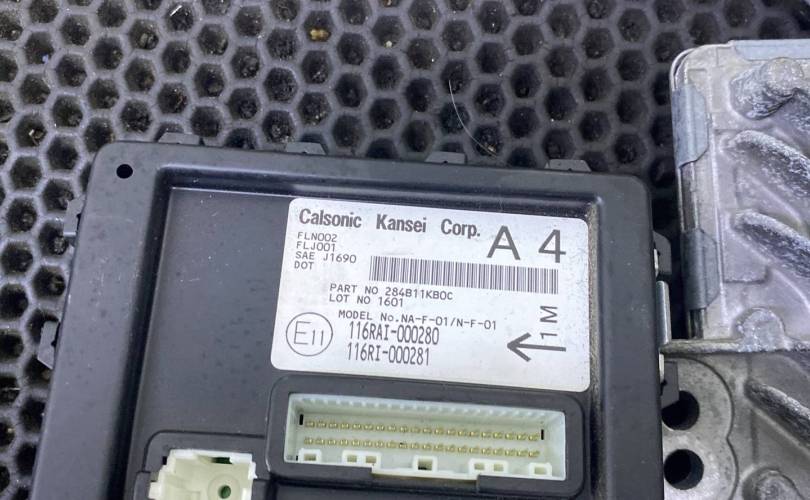 Calsonic Kansei Corp. A4
FLN002
FLJ001
SAE J1690
DOT
PART NO 284B11KB0C
LOT NO 1601
MODEL No.NA-F-01/N-F-01
E11
116RAI-000280
116RI-000281
1M